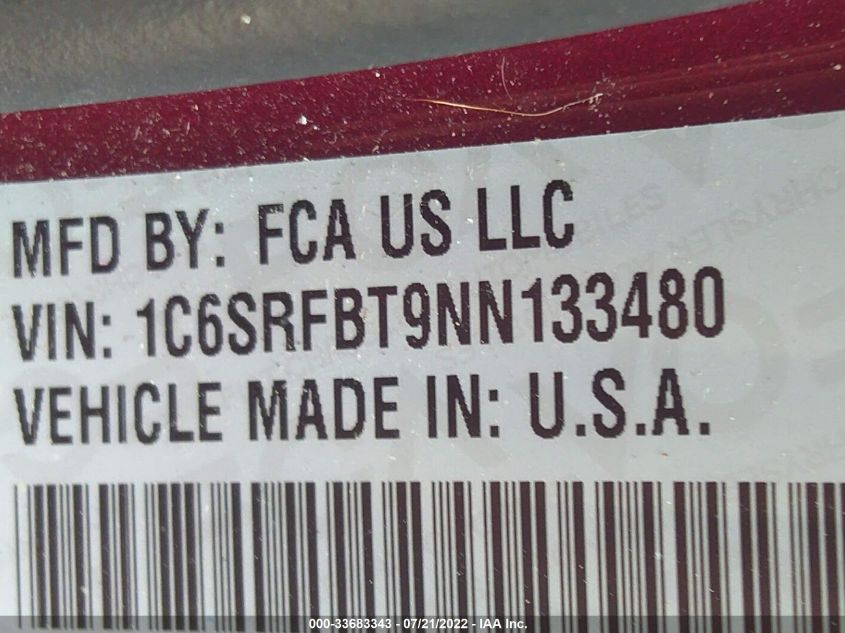 MFD BY: FCA US LLC
VIN: 1C6SRFBT9NN133480
VEHICLE MADE IN: U.S.A.
000-33683343 - 07/21/2022 - IAA Inc.